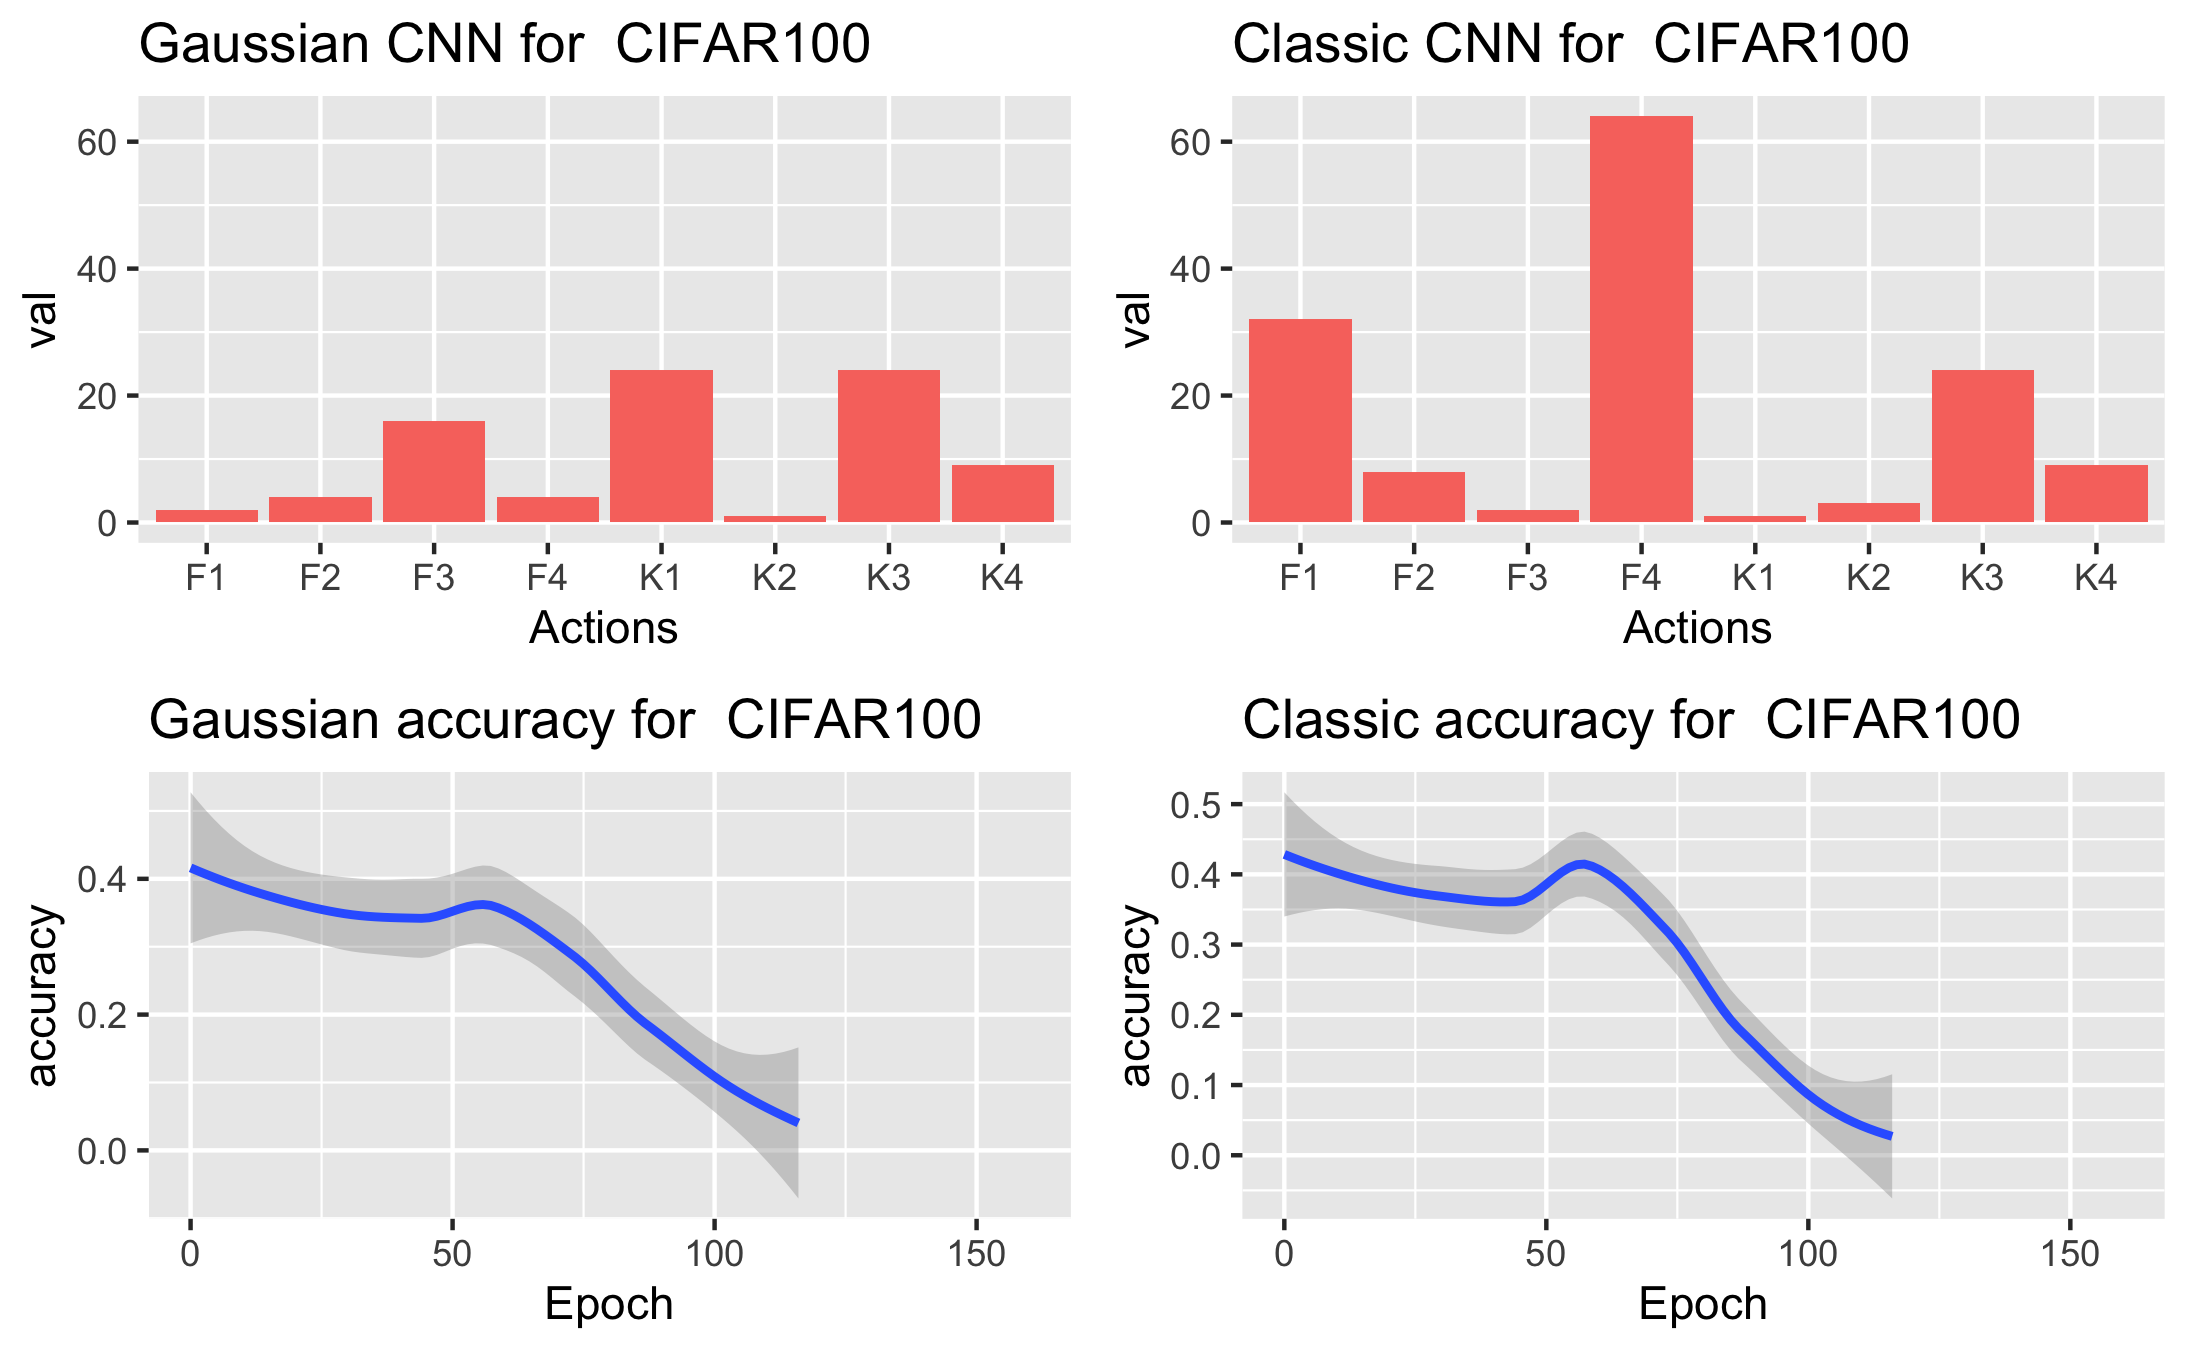 Gaussian CNN for  CIFAR100
val
60
40
20
0
F1 F2 F3 F4 K1 K2 K3 K4
Actions
Classic CNN for  CIFAR100
val
60
40
20
0
F1 F2 F3 F4 K1 K2 K3 K4
Actions
Gaussian accuracy for  CIFAR100
accuracy
0.4
0.2
0.0
0 50 100 150
Epoch
Classic accuracy for  CIFAR100
accuracy
0.5
0.4
0.3
0.2
0.1
0.0
0 50 100 150
Epoch